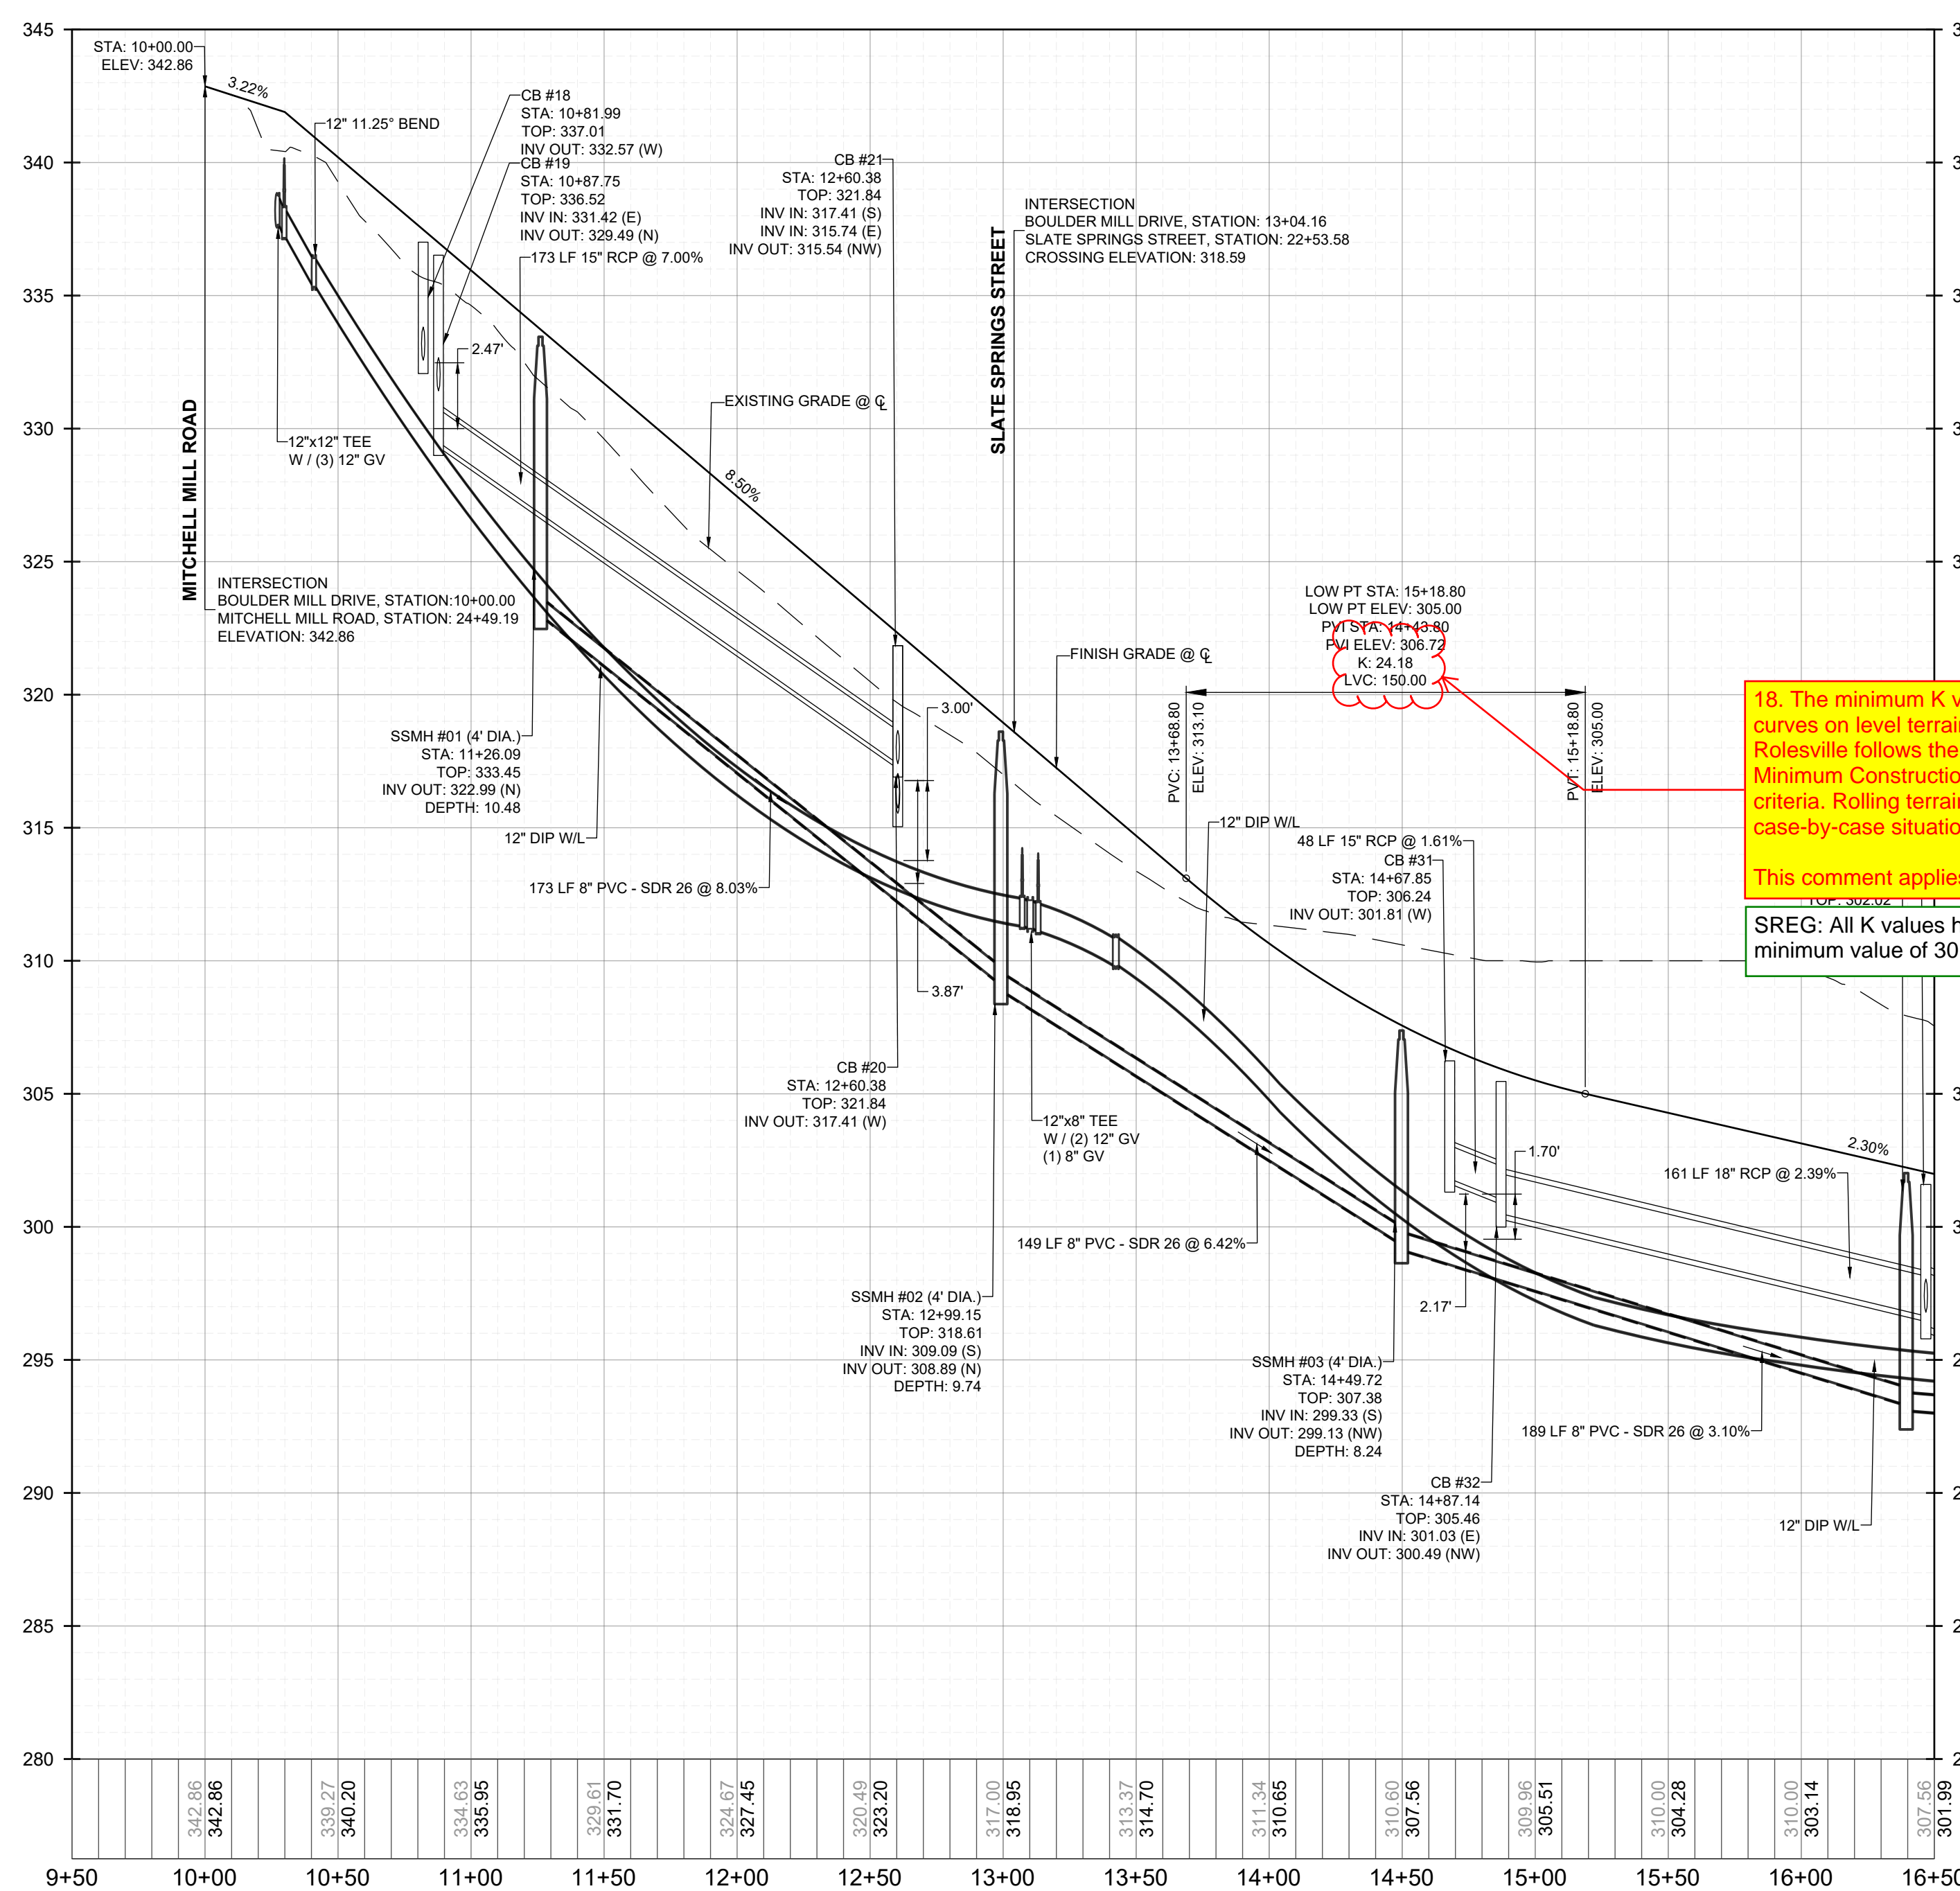 345
STA: 10+00.00
ELEV: 342.86
3.22%
12" 11.25° BEND
CB #18
STA: 10+81.99
TOP: 337.01
INV OUT: 332.57 (W)
CB #19
STA: 10+87.75
TOP: 336.52
INV IN: 331.42 (E)
INV OUT: 329.49 (N)
173 LF 15" RCP @ 7.00%
CB #21
STA: 12+60.38
TOP: 321.84
INV IN: 317.41 (S)
INV IN: 315.74 (E)
INV OUT: 315.54 (NW)
INTERSECTION
BOULDER MILL DRIVE, STATION: 13+04.16
SLATE SPRINGS STREET, STATION: 22+53.58
CROSSING ELEVATION: 318.59
SLATE SPRINGS STREET
340
335
2.47'
EXISTING GRADE @ ℄
330
12"x12" TEE
W / (3) 12" GV
MITCHELL MILL ROAD
8.50%
325
INTERSECTION
BOULDER MILL DRIVE, STATION:10+00.00
MITCHELL MILL ROAD, STATION: 24+49.19
ELEVATION: 342.86
LOW PT STA: 15+18.80
LOW PT ELEV: 305.00
PVI STA: 14+43.80
PVI ELEV: 306.72
K: 24.18
LVC: 150.00
FINISH GRADE @ ℄
320
PVC: 13+68.80
ELEV: 313.10
PVT: 15+18.80
ELEV: 305.00
18. The minimum K v
curves on level terrain
Rolesville follows the
Minimum Construction
criteria. Rolling terrain
case-by-case situatio
This comment applies
TOP: 302.02
SREG: All K values h
minimum value of 30
3.00'
SSMH #01 (4' DIA.)
STA: 11+26.09
TOP: 333.45
INV OUT: 322.99 (N)
DEPTH: 10.48
12" DIP W/L
173 LF 8" PVC - SDR 26 @ 8.03%
315
12" DIP W/L
48 LF 15" RCP @ 1.61%
CB #31
STA: 14+67.85
TOP: 306.24
INV OUT: 301.81 (W)
310
3.87'
CB #20
STA: 12+60.38
TOP: 321.84
INV OUT: 317.41 (W)
305
12"x8" TEE
W / (2) 12" GV
(1) 8" GV
1.70'
2.30%
161 LF 18" RCP @ 2.39%
300
149 LF 8" PVC - SDR 26 @ 6.42%
SSMH #02 (4' DIA.)
STA: 12+99.15
TOP: 318.61
INV IN: 309.09 (S)
INV OUT: 308.89 (N)
DEPTH: 9.74
2.17'
295
SSMH #03 (4' DIA.)
STA: 14+49.72
TOP: 307.38
INV IN: 299.33 (S)
INV OUT: 299.13 (NW)
DEPTH: 8.24
189 LF 8" PVC - SDR 26 @ 3.10%
290
CB #32
STA: 14+87.14
TOP: 305.46
INV IN: 301.03 (E)
INV OUT: 300.49 (NW)
12" DIP W/L
285
280
342.86
342.86
339.27
340.20
334.63
335.95
329.61
331.70
324.67
327.45
320.49
323.20
317.00
318.95
313.37
314.70
311.34
310.65
310.60
307.56
309.96
305.51
310.00
304.28
310.00
303.14
307.56
301.99
9+50 10+00 10+50 11+00 11+50 12+00 12+50 13+00 13+50 14+00 14+50 15+00 15+50 16+00 16+50